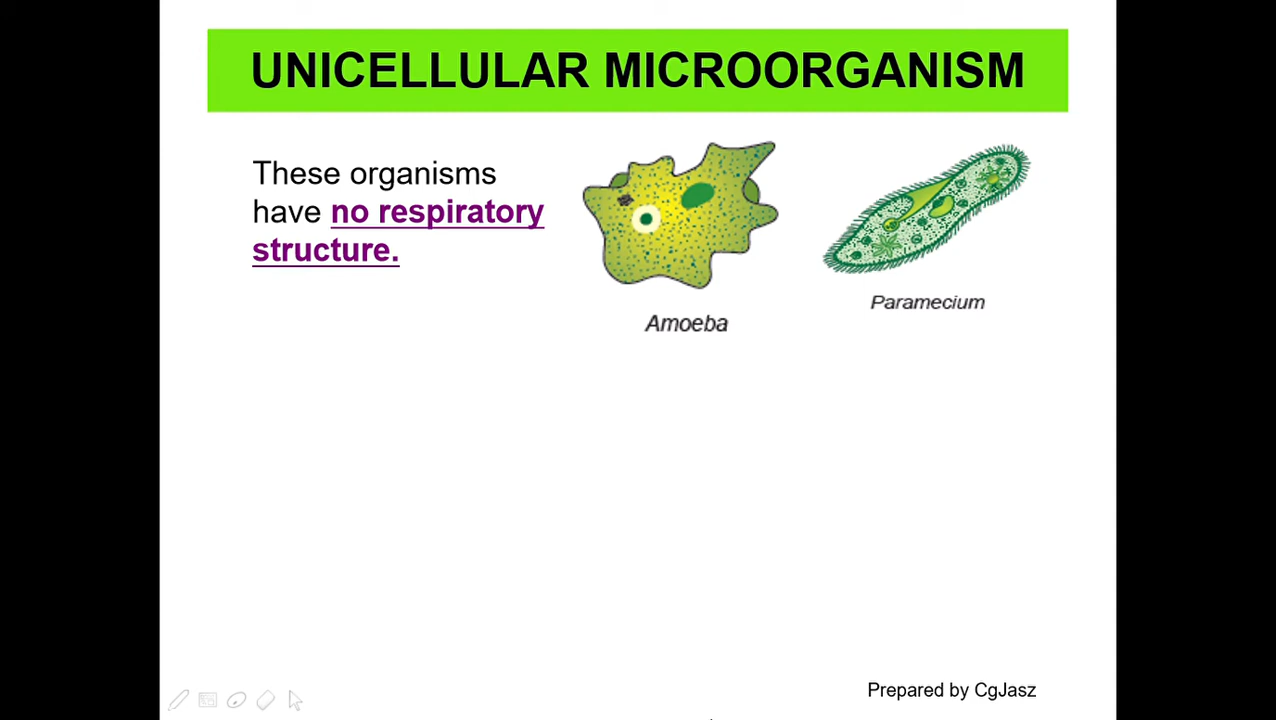 UNICELLULAR MICROORGANISM
These organisms
have no respiratory
structure.
Amoeba
Paramecium
Prepared by CgJasz